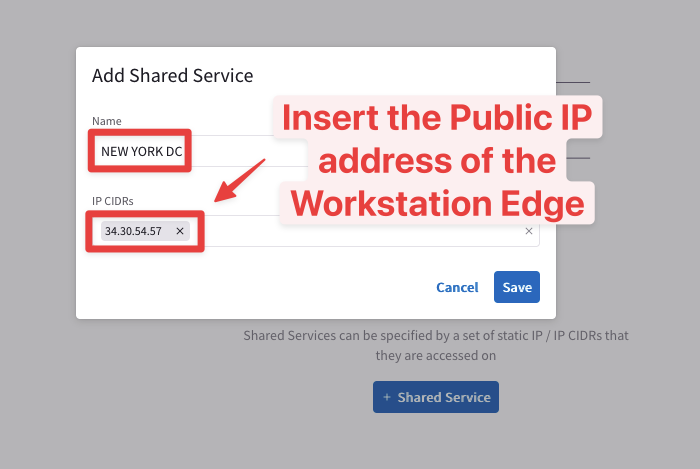 Add Shared Service
Insert the Public IP
address of the
Workstation Edge
Name
NEW YORK DC
IP CIDRs
34.30.54.57 ×
×
Cancel
Save
Shared Services can be specified by a set of static IP / IP CIDRs that
they are accessed on
+ Shared Service